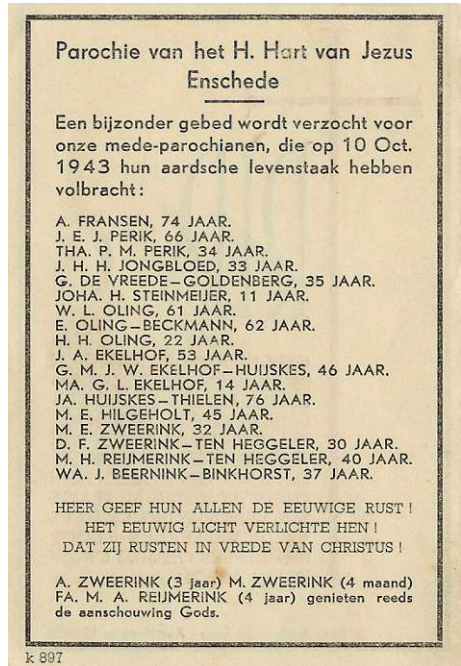 Parochie van het H. Hart van Jezus
Enschede
Een bijzonder gebed wordt verzocht voor
onze mede-parochianen, die op 10 Oct.
1943 hun aardsche levenstaak hebben
volbracht:
A. FRANSEN, 74 JAAR.
J. E. J. PERIK, 66 JAAR.
THA. P. M. PERIK, 34 JAAR.
J. H. H. JONGBLOED, 33 JAAR.
G. DE VREEDE—GOLDENBERG, 35 JAAR.
JOHA. H. STEINMEIJER, 11 JAAR.
W. L. OLING, 61 JAAR.
E. OLING—BECKMANN, 62 JAAR.
H. H. OLING, 22 JAAR.
J. A. EKELHOF, 53 JAAR.
G. M. J. W. EKELHOF—HUIJSKES, 46 JAAR.
MA. G. L. EKELHOF, 14 JAAR.
JA. HUIJSKES—THIELEN, 76 JAAR.
M. E. HILGEHOLT, 45 JAAR.
M. E. ZWEERINK, 32 JAAR.
D. F. ZWEERINK—TEN HEGGELER, 30 JAAR.
M. H. REIJMERINK—TEN HEGGELER, 40 JAAR.
WA. J. BEERNINK—BINKHORST, 37 JAAR.
HEER GEEF HUN ALLEN DE EEUWIGE RUST!
HET EEUWIG LICHT VERLICHTE HEN!
DAT ZIJ RUSTEN IN VREDE VAN CHRISTUS!
A. ZWEERINK (3 jaar) M. ZWEERINK (4 maand)
FA. M. A. REIJMERINK (4 jaar) genieten reeds
de aanschouwing Gods.
k 897